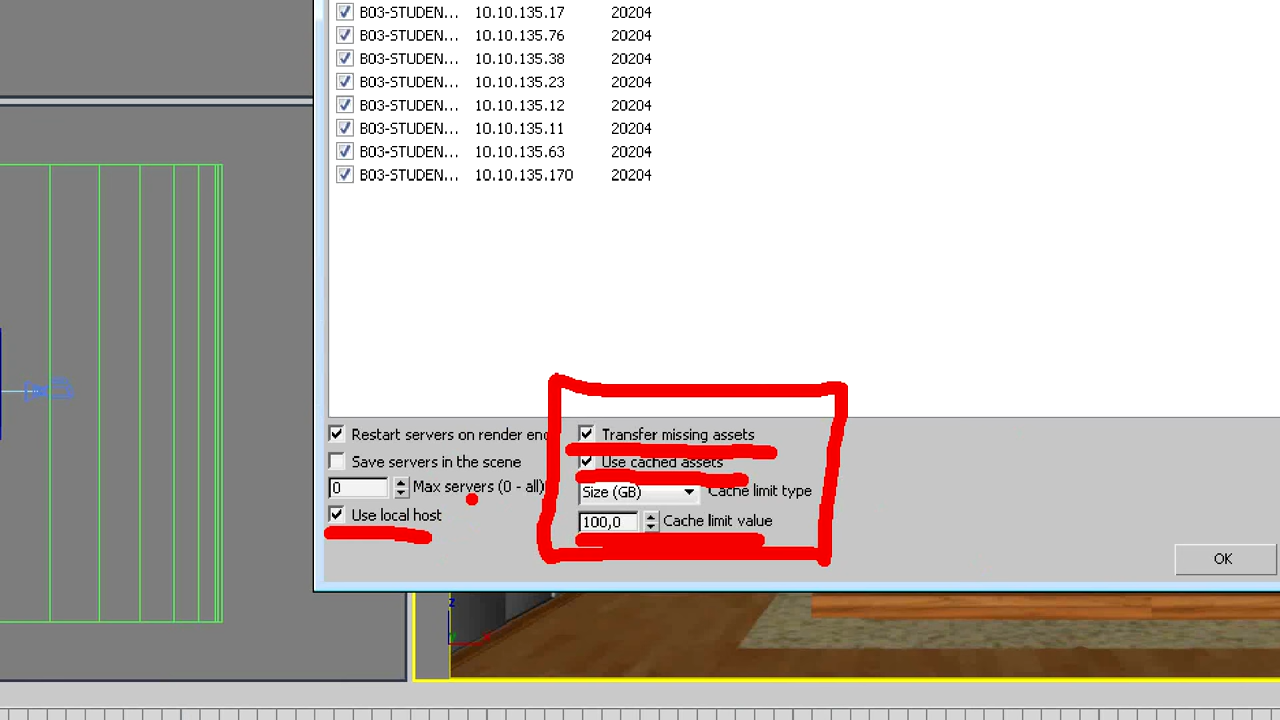 B03-STUDEN... 10.10.135.17 20204
B03-STUDEN... 10.10.135.76 20204
B03-STUDEN... 10.10.135.38 20204
B03-STUDEN... 10.10.135.23 20204
B03-STUDEN... 10.10.135.12 20204
B03-STUDEN... 10.10.135.11 20204
B03-STUDEN... 10.10.135.63 20204
B03-STUDEN... 10.10.135.170 20204
Restart servers on render end Transfer missing assets
Save servers in the scene Use cached assets
0 Max servers (0 - all) Size (GB) Cache limit type
Use local host 100,0 Cache limit value
OK
z